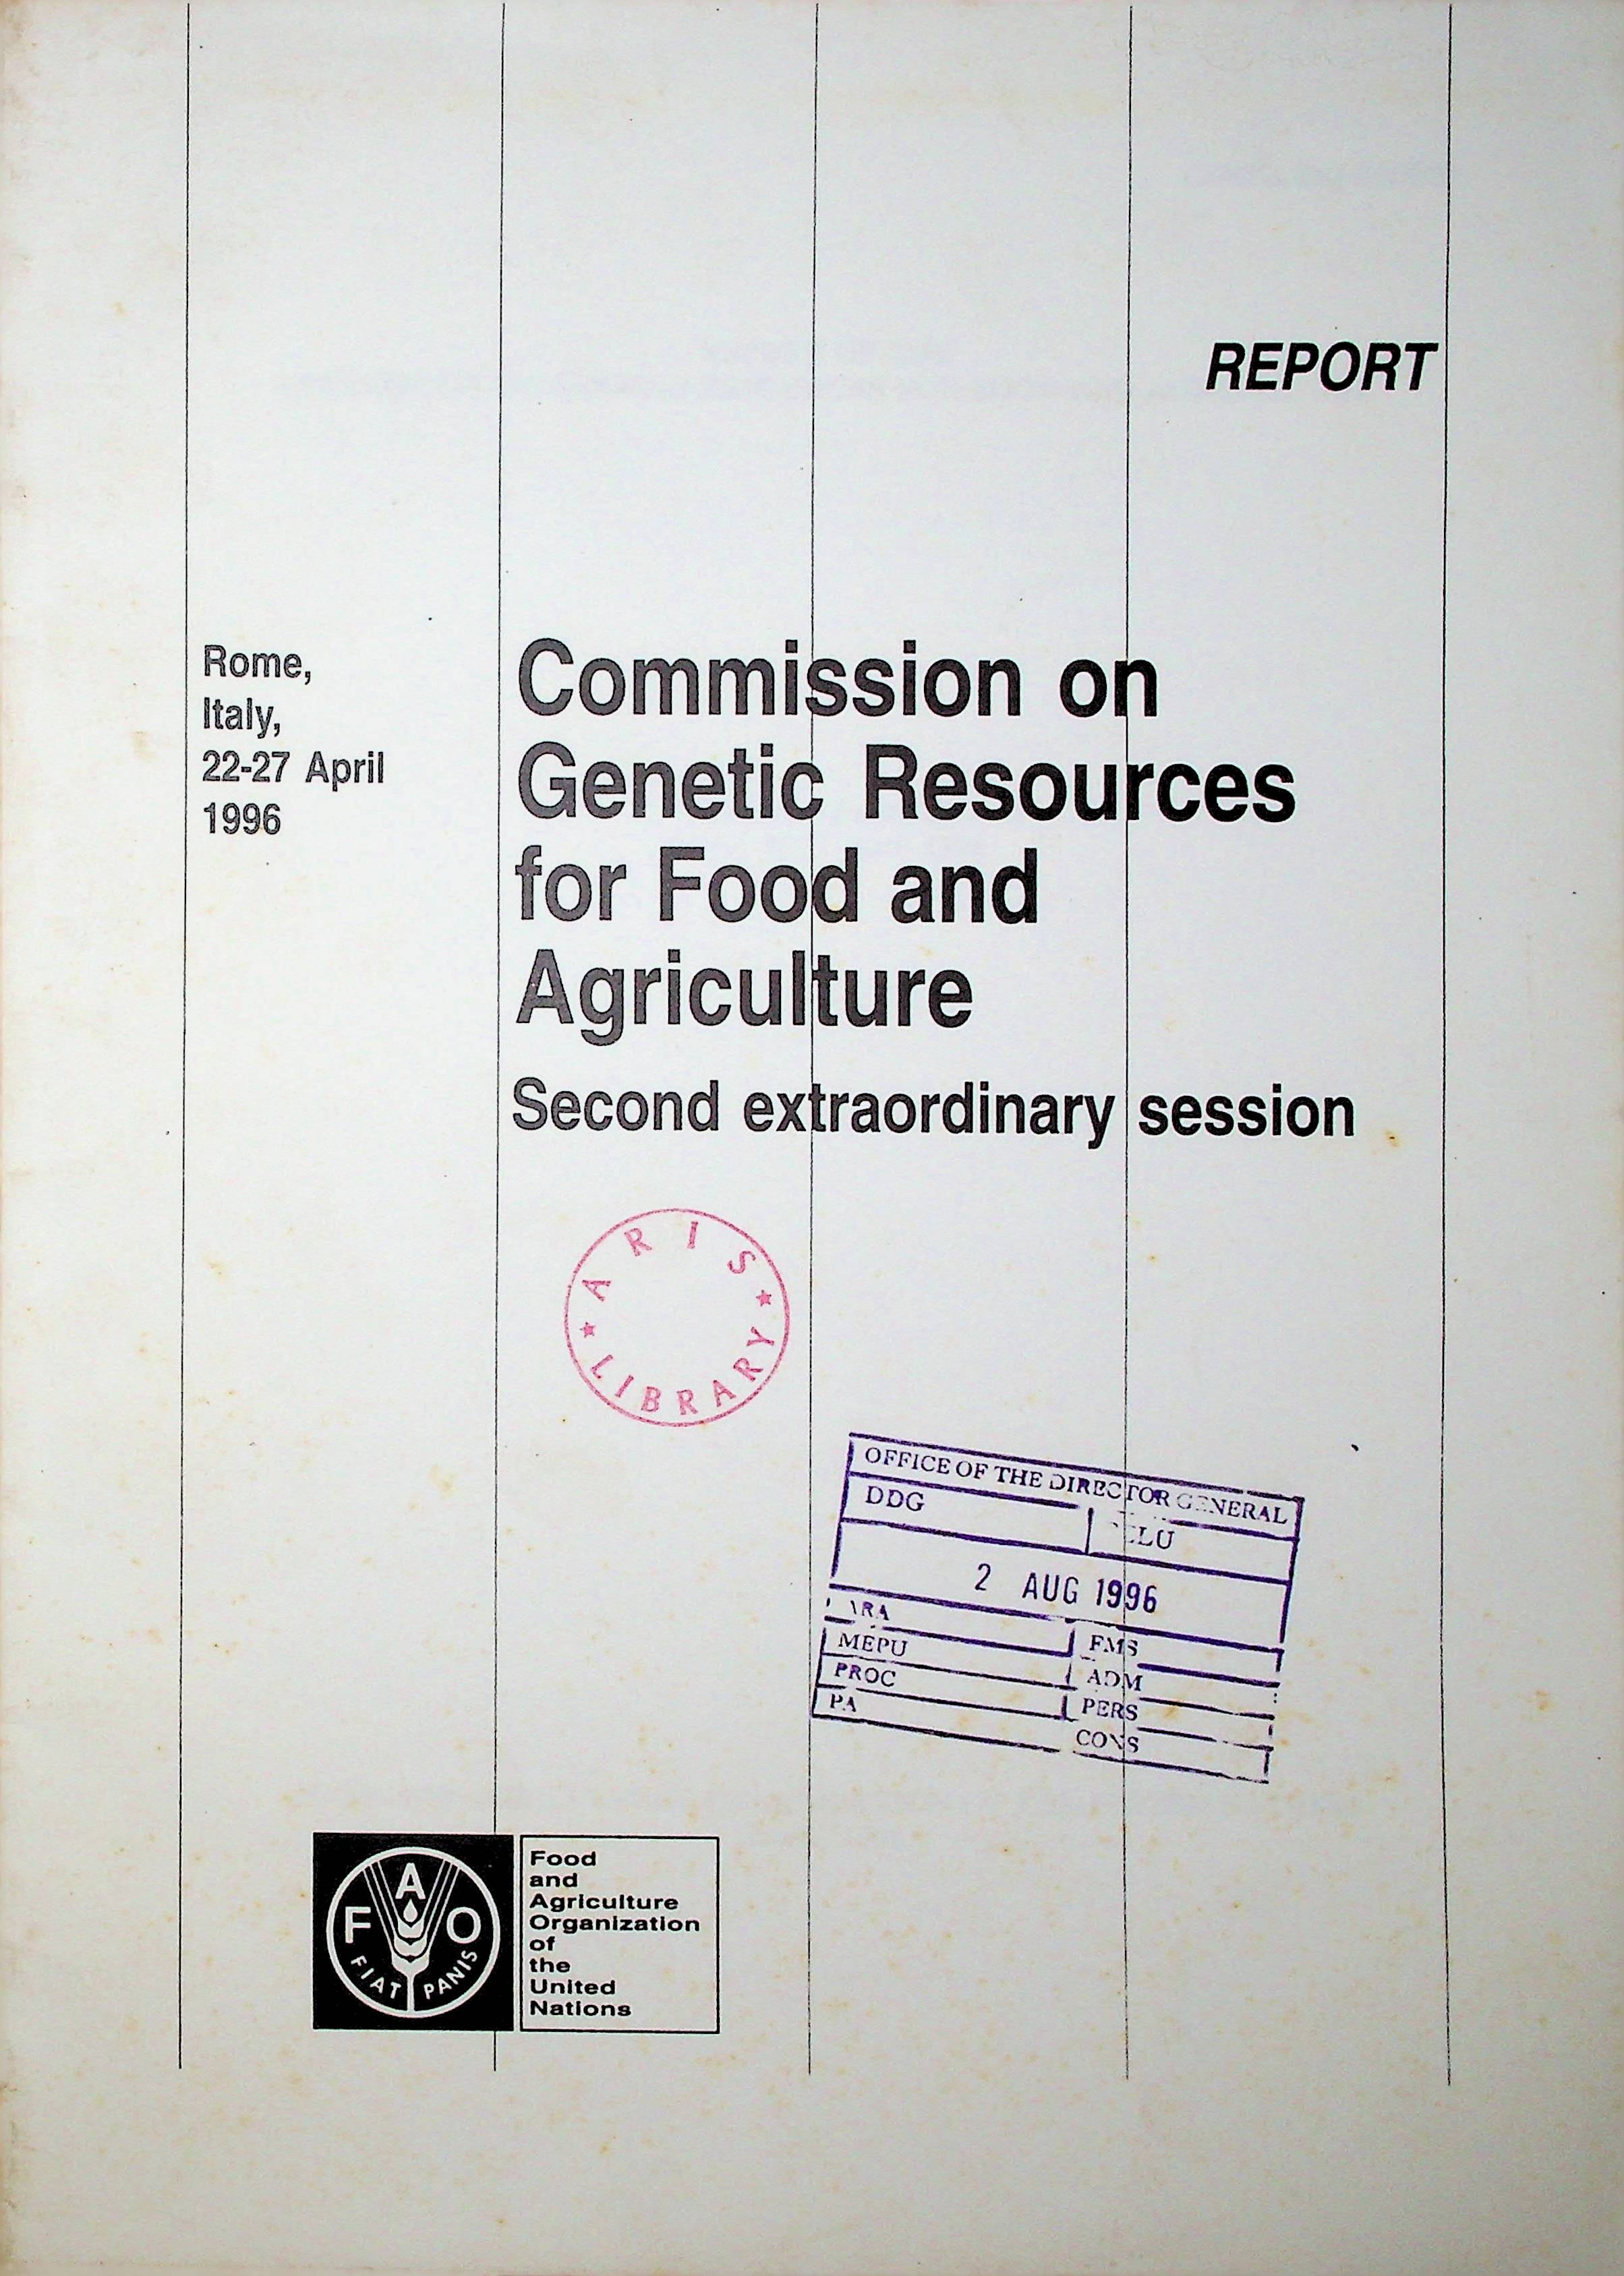 REPORT
Rome,
Italy,
22-27 April
1996
Commission on
Genetic Resources
for Food and
Agriculture
Second extraordinary session
ARIS
LIBRARY
OFFICE OF THE DIRECTOR GENERAL
DDG
2 AUG 1996
MEPU
FMS
PROC
ADM
PA
PERS
CONS
F A O
FIAT PANIS
Food
and
Agriculture
Organization
of
the
United
Nations